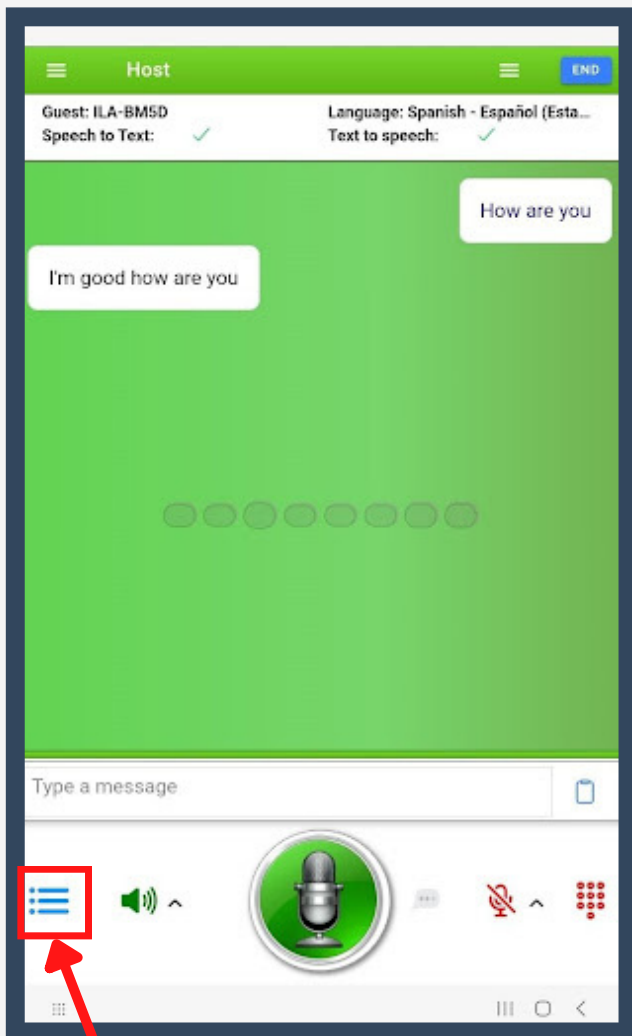 Host
END
Guest: ILA-BM5D
Language: Spanish - Español (Esta...
Speech to Text:
Text to speech:
How are you
I'm good how are you
Type a message